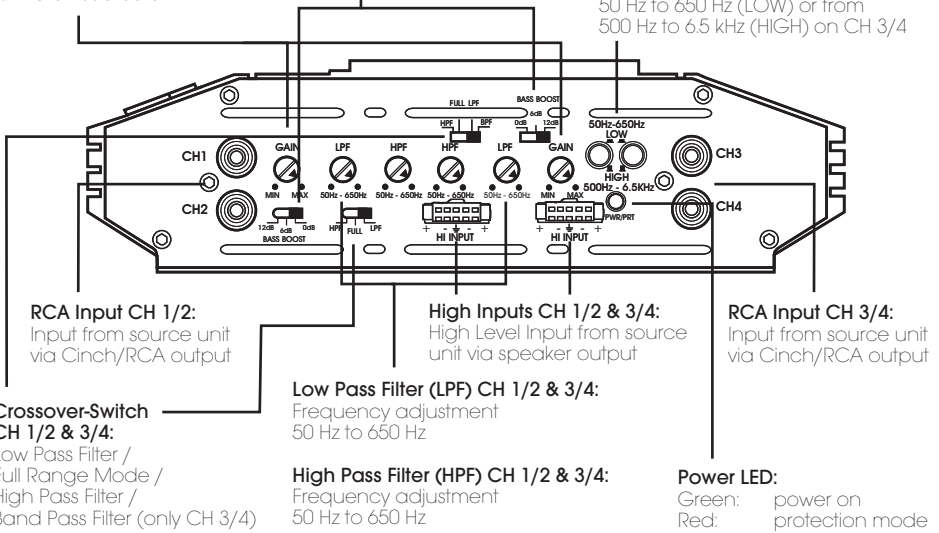 50 Hz to 650 Hz (LOW) or from
500 Hz to 6.5 kHz (HIGH) on CH 3/4
FULL LPF
HPF BPF
BASS BOOST
6dB
0dB 12dB
50Hz-650Hz
LOW
HIGH
500Hz - 6.5KHz
PWR/PRT
CH1
CH2
CH3
CH4
GAIN LPF HPF HPF LPF GAIN
MIN MAX 50Hz - 650Hz 50Hz - 650Hz 50Hz - 650Hz 50Hz - 650Hz MIN MAX
12dB 6dB 0dB
BASS BOOST
HPF FULL LPF
+ - - +
HI INPUT
+ - - +
HI INPUT
RCA Input CH 1/2:
Input from source unit
via Cinch/RCA output
High Inputs CH 1/2 & 3/4:
High Level Input from source
unit via speaker output
RCA Input CH 3/4:
Input from source unit
via Cinch/RCA output
Crossover-Switch
CH 1/2 & 3/4:
Low Pass Filter /
Full Range Mode /
High Pass Filter /
Band Pass Filter (only CH 3/4)
Low Pass Filter (LPF) CH 1/2 & 3/4:
Frequency adjustment
50 Hz to 650 Hz
High Pass Filter (HPF) CH 1/2 & 3/4:
Frequency adjustment
50 Hz to 650 Hz
Power LED:
Green: power on
Red: protection mode